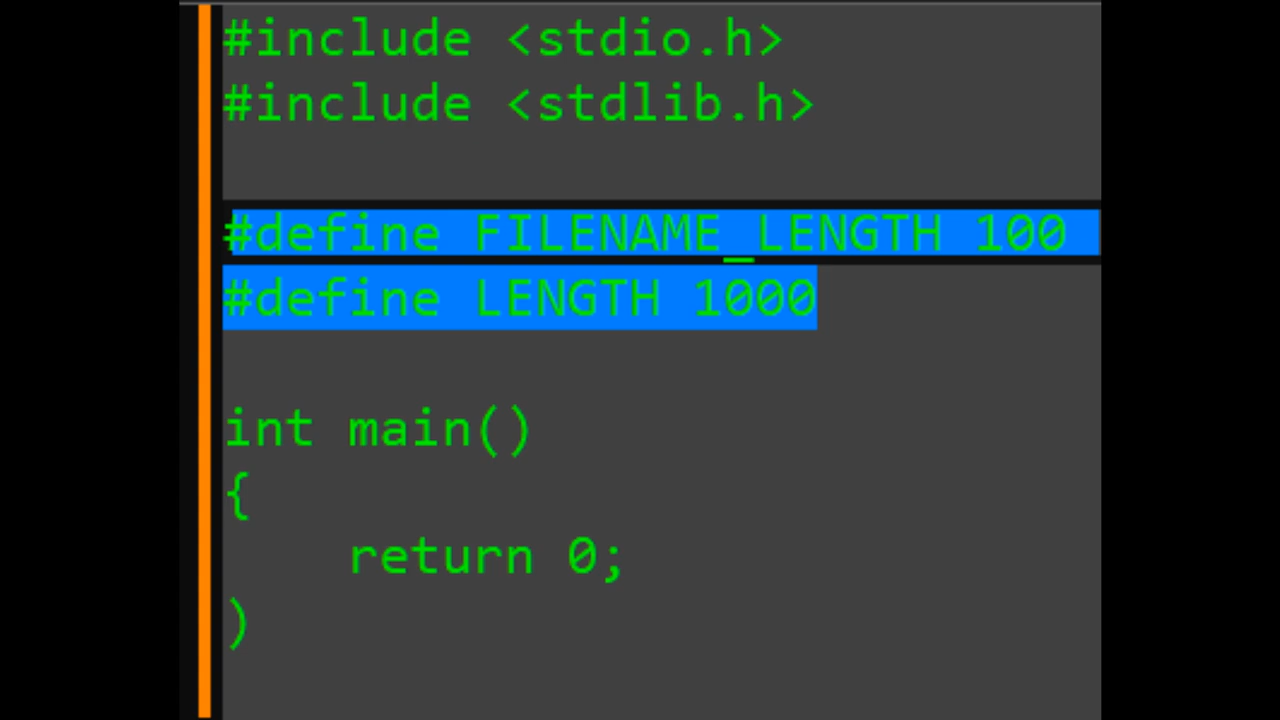 #include <stdio.h>
#include <stdlib.h>
#define FILENAME_LENGTH 100
#define LENGTH 1000
int main()
{
return 0;
)